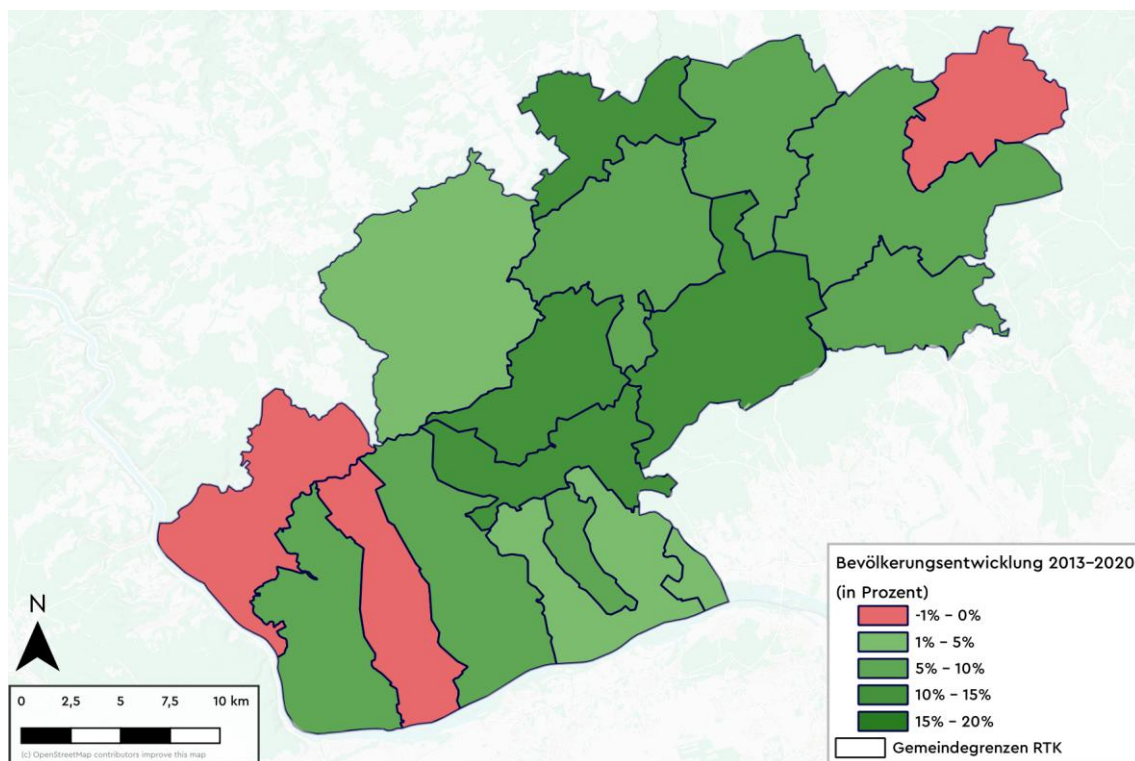 N
0 2,5 5 7,5 10 km
(c) OpenStreetMap contributors improve this map
Bevölkerungsentwicklung 2013–2020
(in Prozent)
-1% – 0%
1% – 5%
5% – 10%
10% – 15%
15% – 20%
Gemeindegrenzen RTK